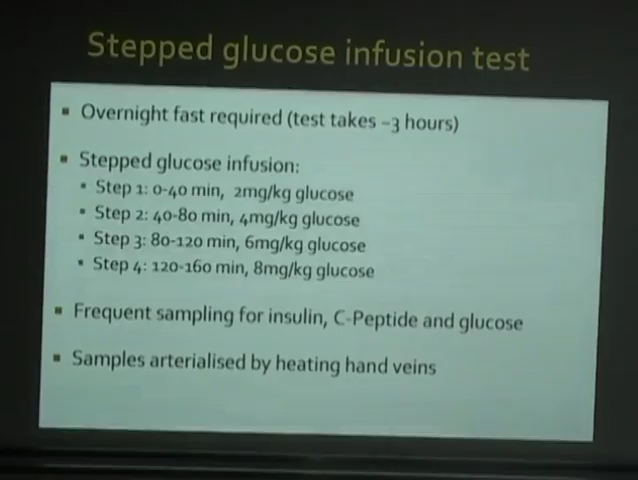 Stepped glucose infusion test
▪ Overnight fast required (test takes ~3 hours)
▪ Stepped glucose infusion:
▪ Step 1: 0-40 min, 2mg/kg glucose
▪ Step 2: 40-80 min, 4mg/kg glucose
▪ Step 3: 80-120 min, 6mg/kg glucose
▪ Step 4: 120-160 min, 8mg/kg glucose
▪ Frequent sampling for insulin, C-Peptide and glucose
▪ Samples arterialised by heating hand veins